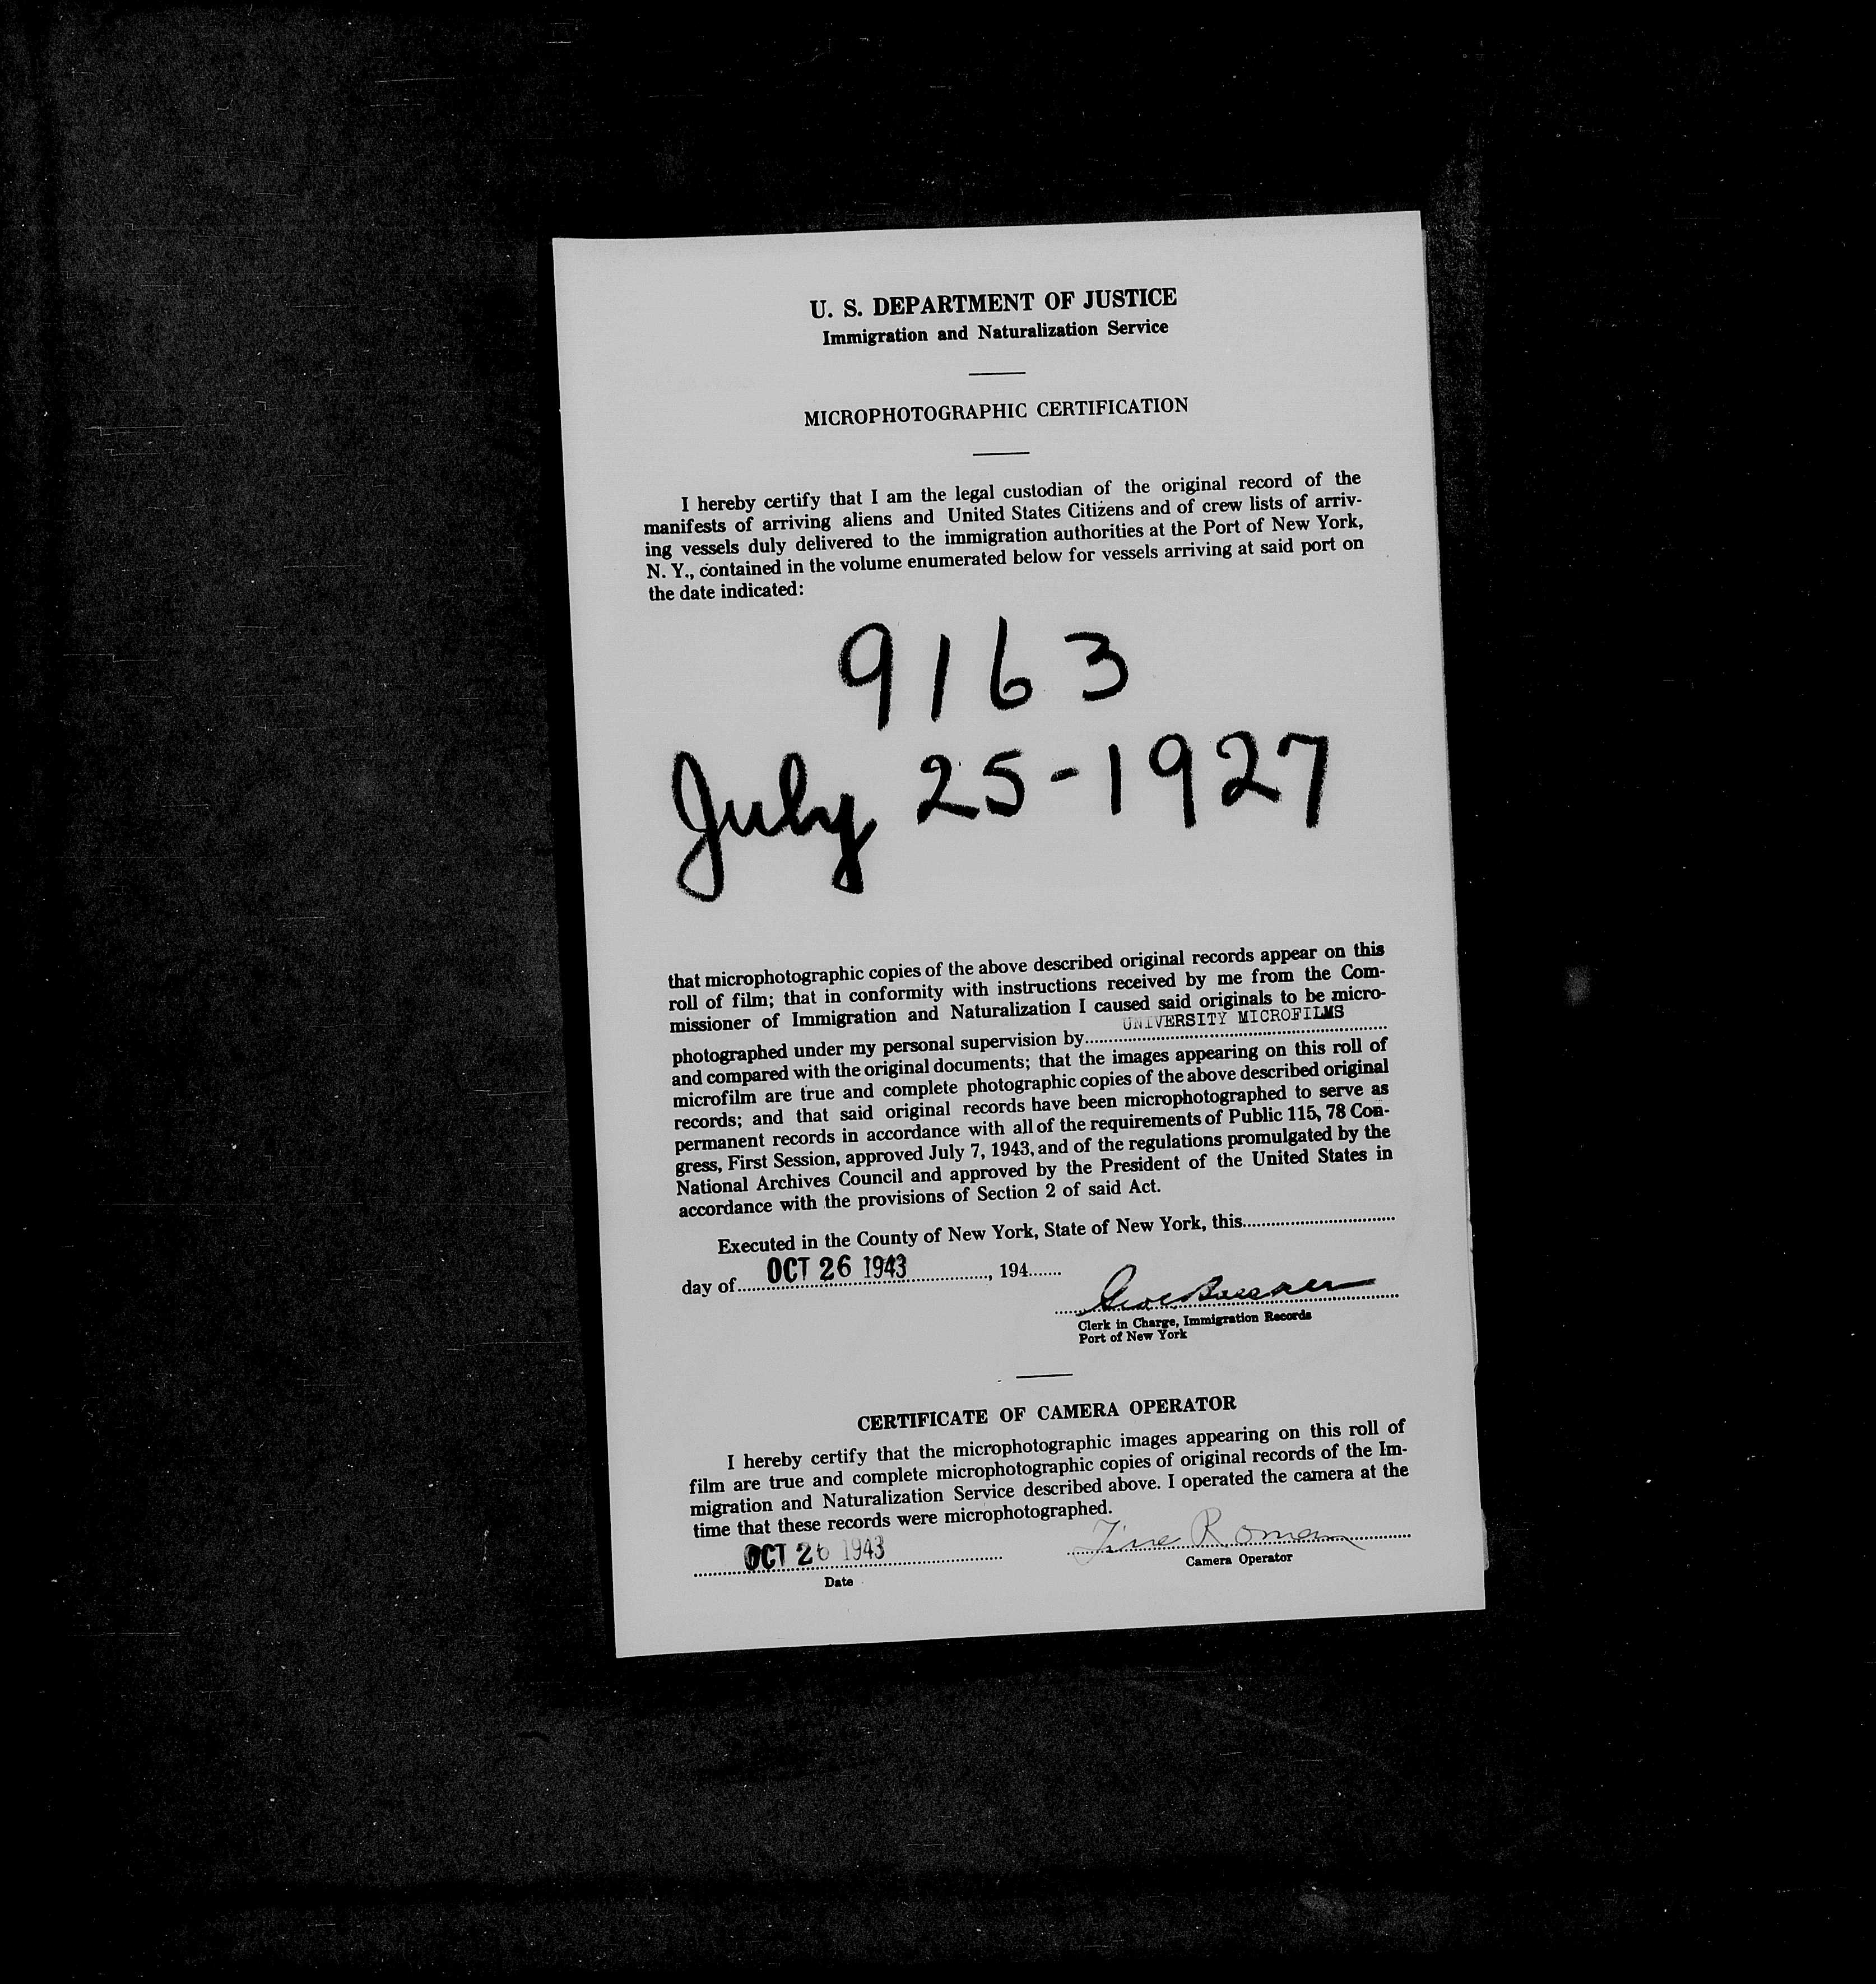 U. S. DEPARTMENT OF JUSTICE
Immigration and Naturalization Service
MICROPHOTOGRAPHIC CERTIFICATION
I hereby certify that I am the legal custodian of the original record of the
manifests of arriving aliens and United States Citizens and of crew lists of arriv-
ing vessels duly delivered to the immigration authorities at the Port of New York,
N. Y., contained in the volume enumerated below for vessels arriving at said port on
the date indicated:
9163
July 25-1927
that microphotographic copies of the above described original records appear on this
roll of film; that in conformity with instructions received by me from the Com-
missioner of Immigration and Naturalization I caused said originals to be micro-
photographed under my personal supervision by UNIVERSITY MICROFILMS
and compared with the original documents; that the images appearing on this roll of
microfilm are true and complete photographic copies of the above described original
records; and that said original records have been microphotographed to serve as
permanent records in accordance with all of the requirements of Public 115, 78 Con-
gress, First Session, approved July 7, 1943, and of the regulations promulgated by the
National Archives Council and approved by the President of the United States in
accordance with the provisions of Section 2 of said Act.
Executed in the County of New York, State of New York, this
day of OCT 26 1943, 194
Clerk in Charge, Immigration Records
Port of New York
CERTIFICATE OF CAMERA OPERATOR
I hereby certify that the microphotographic images appearing on this roll of
film are true and complete microphotographic copies of original records of the Im-
migration and Naturalization Service described above. I operated the camera at the
time that these records were microphotographed.
OCT 26 1943
Date
Camera Operator